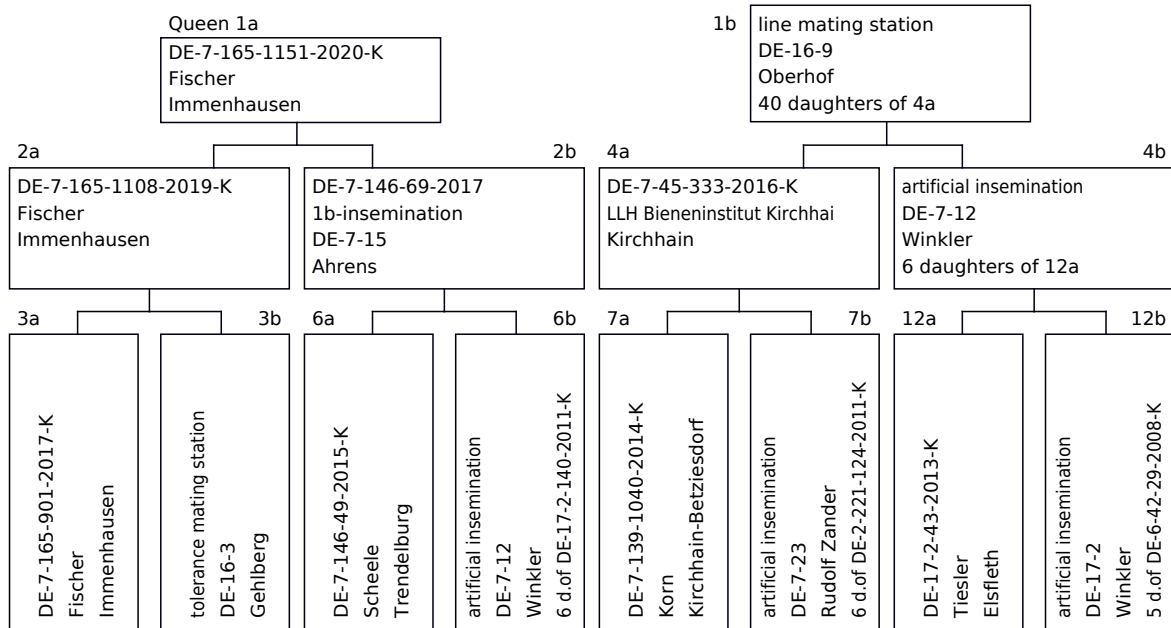 Queen 1a
DE-7-165-1151-2020-K
Fischer
Immenhausen
1b
line mating station
DE-16-9
Oberhof
40 daughters of 4a
2a
DE-7-165-1108-2019-K
Fischer
Immenhausen
2b
DE-7-146-69-2017
1b-insemination
DE-7-15
Ahrens
4a
DE-7-45-333-2016-K
LLH Bieneninstitut Kirchhai
Kirchhain
4b
artificial insemination
DE-7-12
Winkler
6 daughters of 12a
3a
DE-7-165-901-2017-K
Fischer
Immenhausen
3b
tolerance mating station
DE-16-3
Gehlberg
6a
DE-7-146-49-2015-K
Scheele
Trendelburg
6b
artificial insemination
DE-7-12
Winkler
6 d.of DE-17-2-140-2011-K
7a
DE-7-139-1040-2014-K
Korn
Kirchhain-Betziesdorf
7b
artificial insemination
DE-7-23
Rudolf Zander
6 d.of DE-2-221-124-2011-K
12a
DE-17-2-43-2013-K
Tiesler
Elsfleth
12b
artificial insemination
DE-17-2
Winkler
5 d.of DE-6-42-29-2008-K